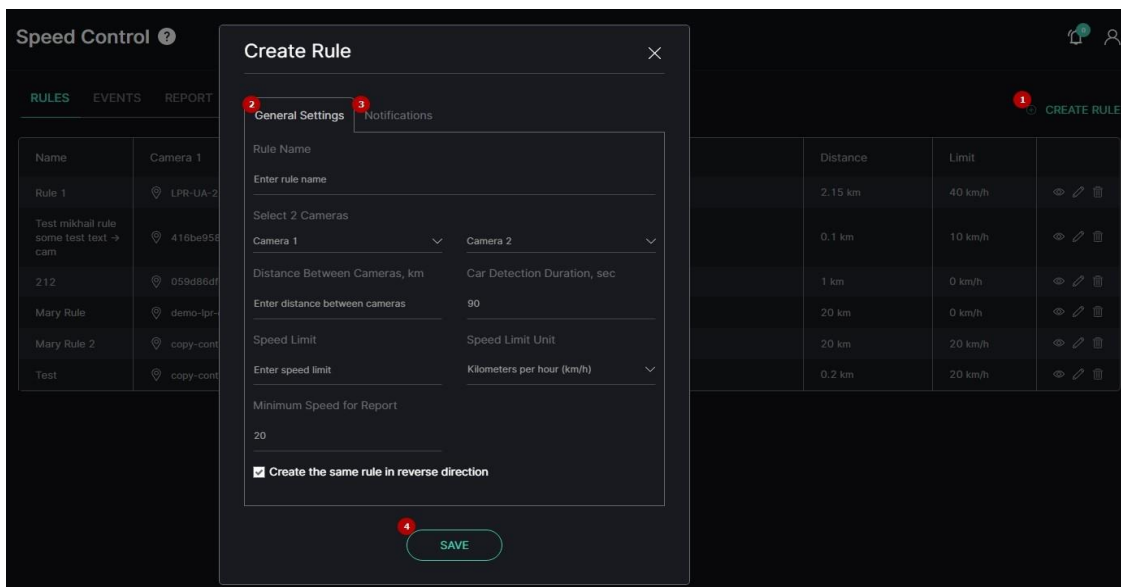 Speed Control ?
RULES EVENTS REPORT
1 CREATE RULE
Name Camera 1 Distance Limit
Rule 1 LPR-UA-2 2.15 km 40 km/h
Test mikhail rule
some test text →
cam
416be958 0.1 km 10 km/h
212 059d86df 1 km 0 km/h
Mary Rule demo-lpr- 20 km 0 km/h
Mary Rule 2 copy-cont 20 km 20 km/h
Test copy-cont 0.2 km 20 km/h
Create Rule
2 General Settings 3 Notifications
Rule Name
Enter rule name
Select 2 Cameras
Camera 1 Camera 2
Distance Between Cameras, km Car Detection Duration, sec
Enter distance between cameras 90
Speed Limit Speed Limit Unit
Enter speed limit Kilometers per hour (km/h)
Minimum Speed for Report
20
Create the same rule in reverse direction
4
SAVE